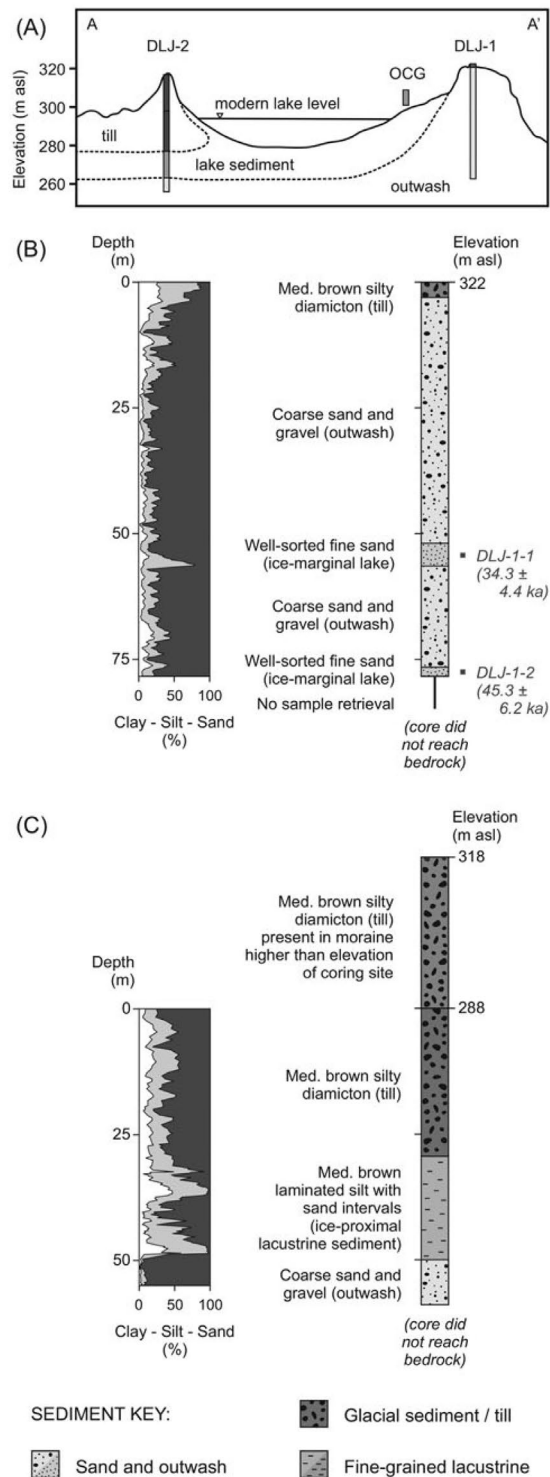 (A)
A
A'
DLJ-2
DLJ-1
OCG
Elevation (m asl)
320
300
280
260
modern lake level
till
lake sediment
outwash
(B)
Depth
(m)
Elevation
(m asl)
0
25
50
75
0 50 100
Clay - Silt - Sand
(%)
Med. brown silty
diamicton (till)
Coarse sand and
gravel (outwash)
Well-sorted fine sand
(ice-marginal lake)
Coarse sand and
gravel (outwash)
Well-sorted fine sand
(ice-marginal lake)
No sample retrieval
322
DLJ-1-1
(34.3 ±
4.4 ka)
DLJ-1-2
(45.3 ±
6.2 ka)
(core did
not reach
bedrock)
(C)
Elevation
(m asl)
318
288
Med. brown silty
diamicton (till)
present in moraine
higher than elevation
of coring site
Depth
(m)
0
25
50
0 50 100
Clay - Silt - Sand
(%)
Med. brown silty
diamicton (till)
Med. brown
laminated silt with
sand intervals
(ice-proximal
lacustrine sediment)
Coarse sand and
gravel (outwash)
(core did
not reach
bedrock)
SEDIMENT KEY:
Glacial sediment / till
Sand and outwash
Fine-grained lacustrine